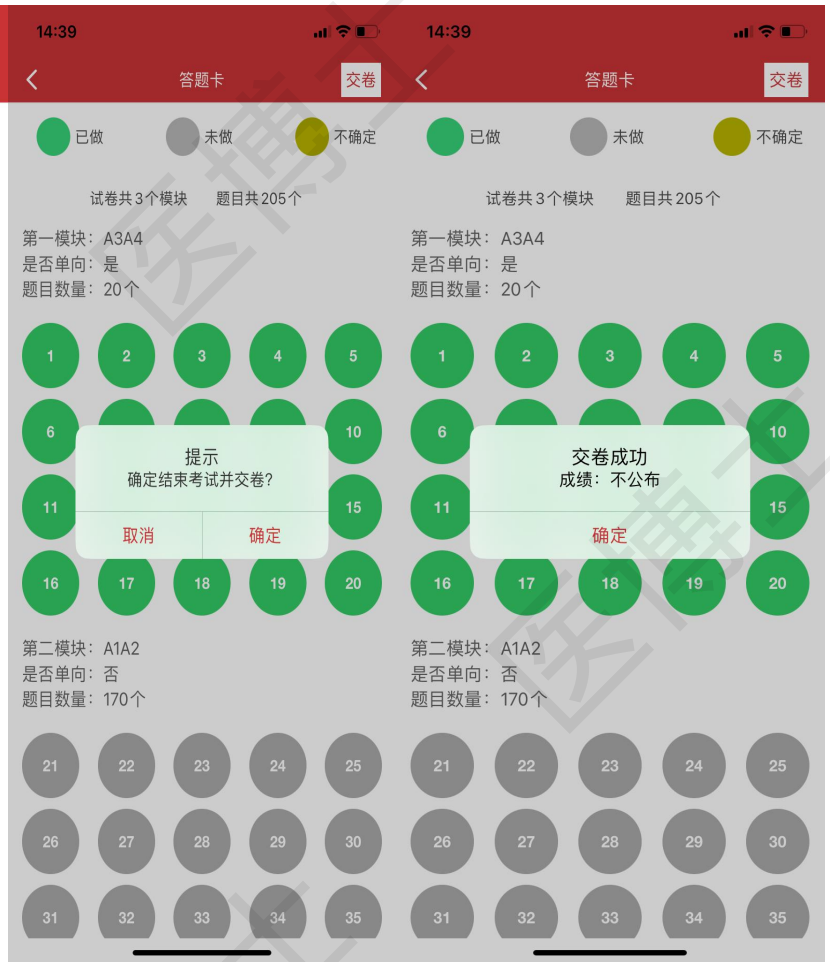 14:39
答题卡
交卷
已做
未做
不确定
试卷共3个模块 题目共205个
第一模块：A3A4
是否单向：是
题目数量：20个
1 2 3 4 5
6 10
提示
确定结束考试并交卷?
11 15
取消 确定
16 17 18 19 20
第二模块：A1A2
是否单向：否
题目数量：170个
21 22 23 24 25
26 27 28 29 30
31 32 33 34 35
14:39
答题卡
交卷
已做
未做
不确定
试卷共3个模块 题目共205个
第一模块：A3A4
是否单向：是
题目数量：20个
1 2 3 4 5
6 10
交卷成功
成绩：不公布
11 15
确定
16 17 18 19 20
第二模块：A1A2
是否单向：否
题目数量：170个
21 22 23 24 25
26 27 28 29 30
31 32 33 34 35
医博士
医博士